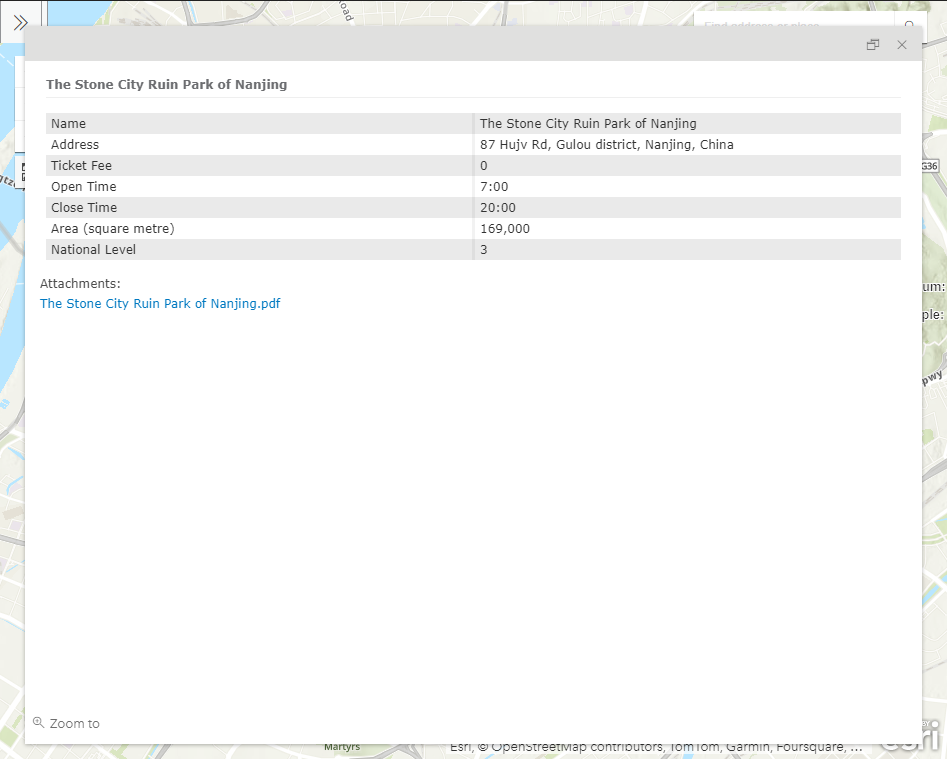 Road
Find address or place
The Stone City Ruin Park of Nanjing
Name The Stone City Ruin Park of Nanjing
Address 87 Hujv Rd, Gulou district, Nanjing, China
Ticket Fee 0
Open Time 7:00
Close Time 20:00
Area (square metre) 169,000
National Level 3
G36
Attachments:
The Stone City Ruin Park of Nanjing.pdf
um:
ple:
pwy
Zoom to
Martyrs
Esri, © OpenStreetMap contributors, TomTom, Garmin, Foursquare, ...
esri